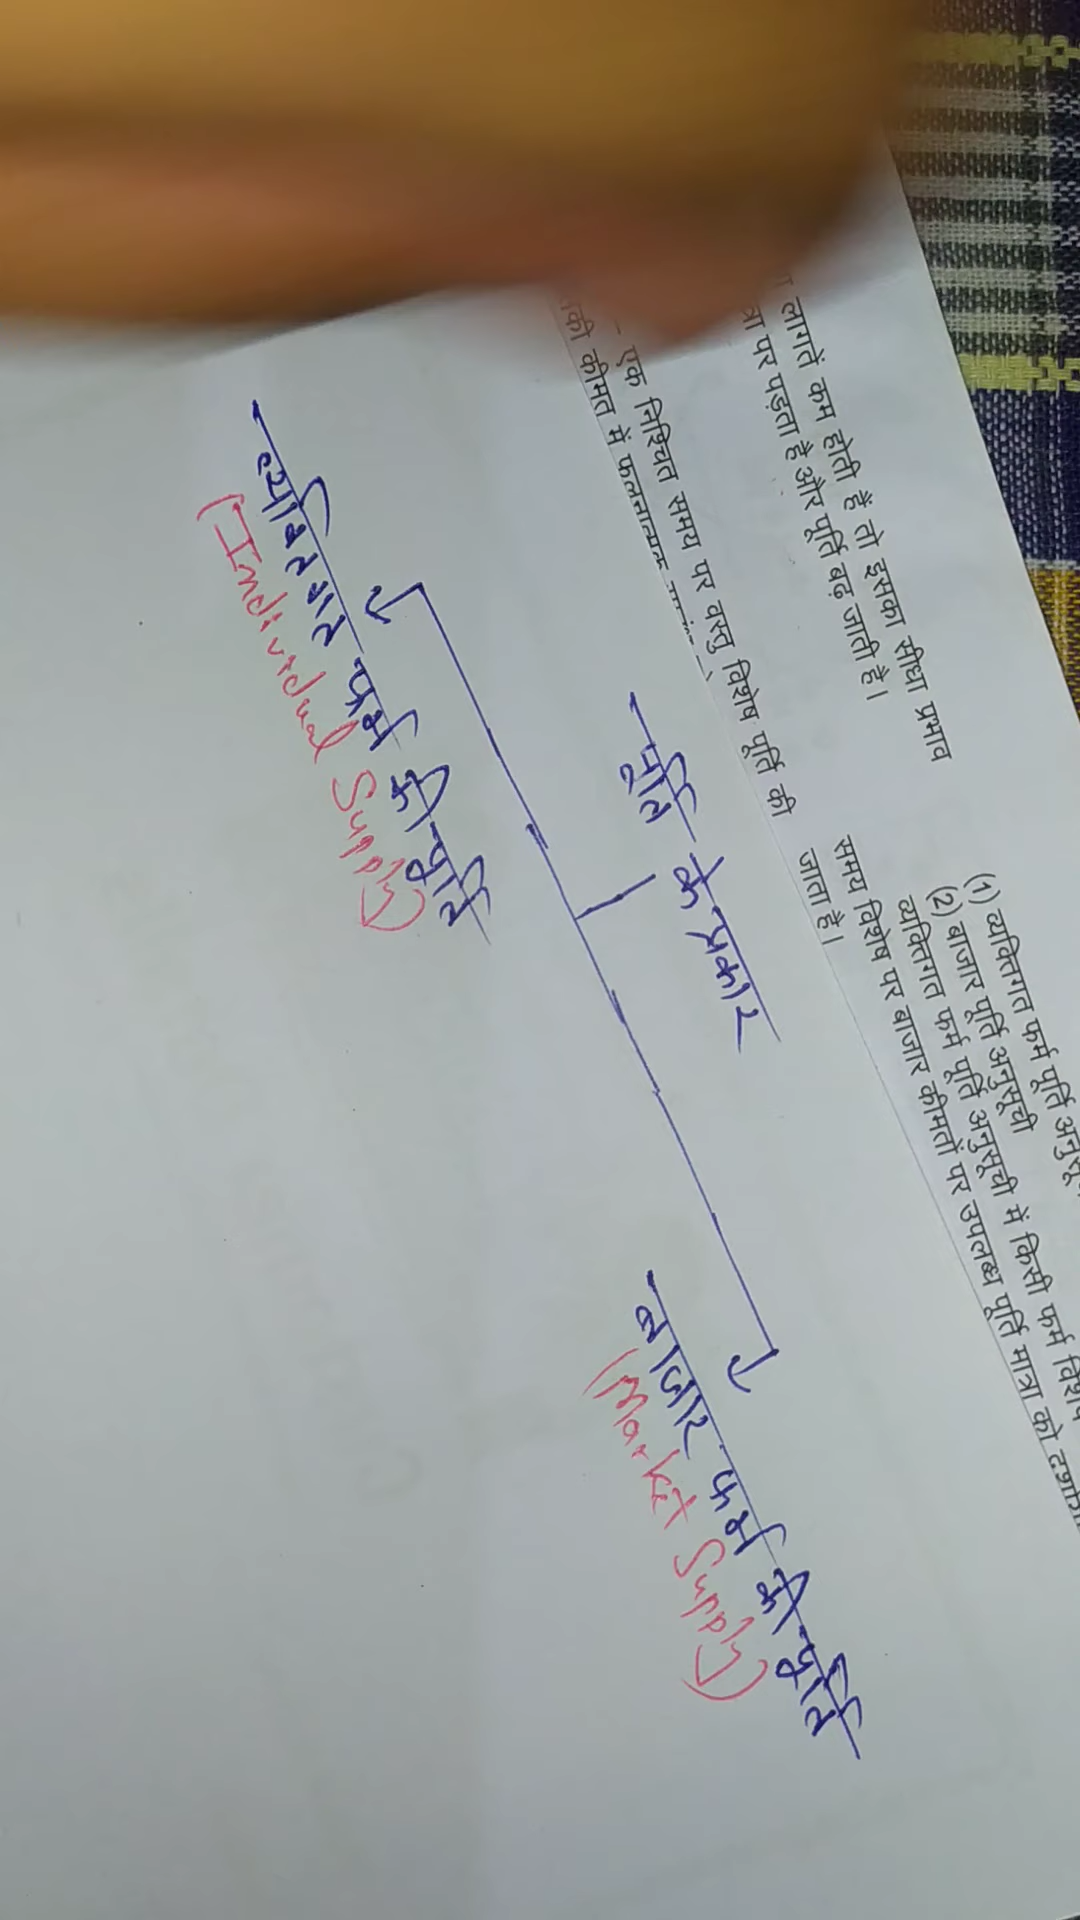 लागतें कम होती हैं तो इसका सीधा प्रभाव
पर पड़ता है और पूर्ति बढ़ जाती है।
एक निश्चित समय पर वस्तु विशेष पूर्ति की
कीमत में फलनात्मक
(1) व्यक्तिगत फर्म पूर्ति
(2) बाजार पूर्ति अनुसूची
व्यक्तिगत फर्म पूर्ति अनुसूची में किसी फर्म विशेष
समय विशेष पर बाजार कीमतों पर उपलब्ध पूर्ति मात्रा को
जाता है।
पूर्ति के प्रकार
व्यक्तिगत फर्म की पूर्ति
(Individual Supply)
बाजार फर्म की पूर्ति
(Market Supply)